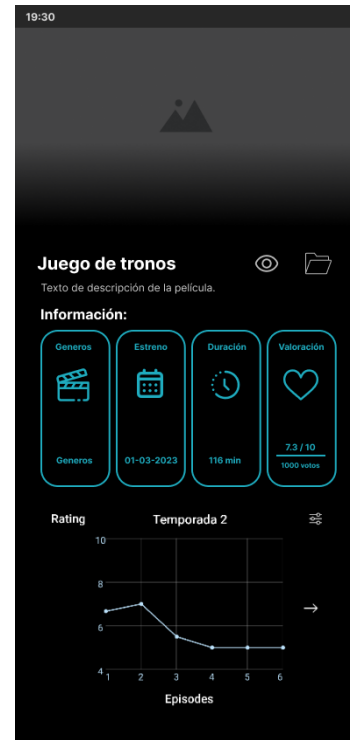 19:30
Juego de tronos
Texto de descripción de la película.
Información:
Generos Estreno Duración Valoración
7.3 / 10
Generos 01-03-2023 116 min 1000 votos
Rating Temporada 2
10
8
6
4
1 2 3 4 5 6
Episodes